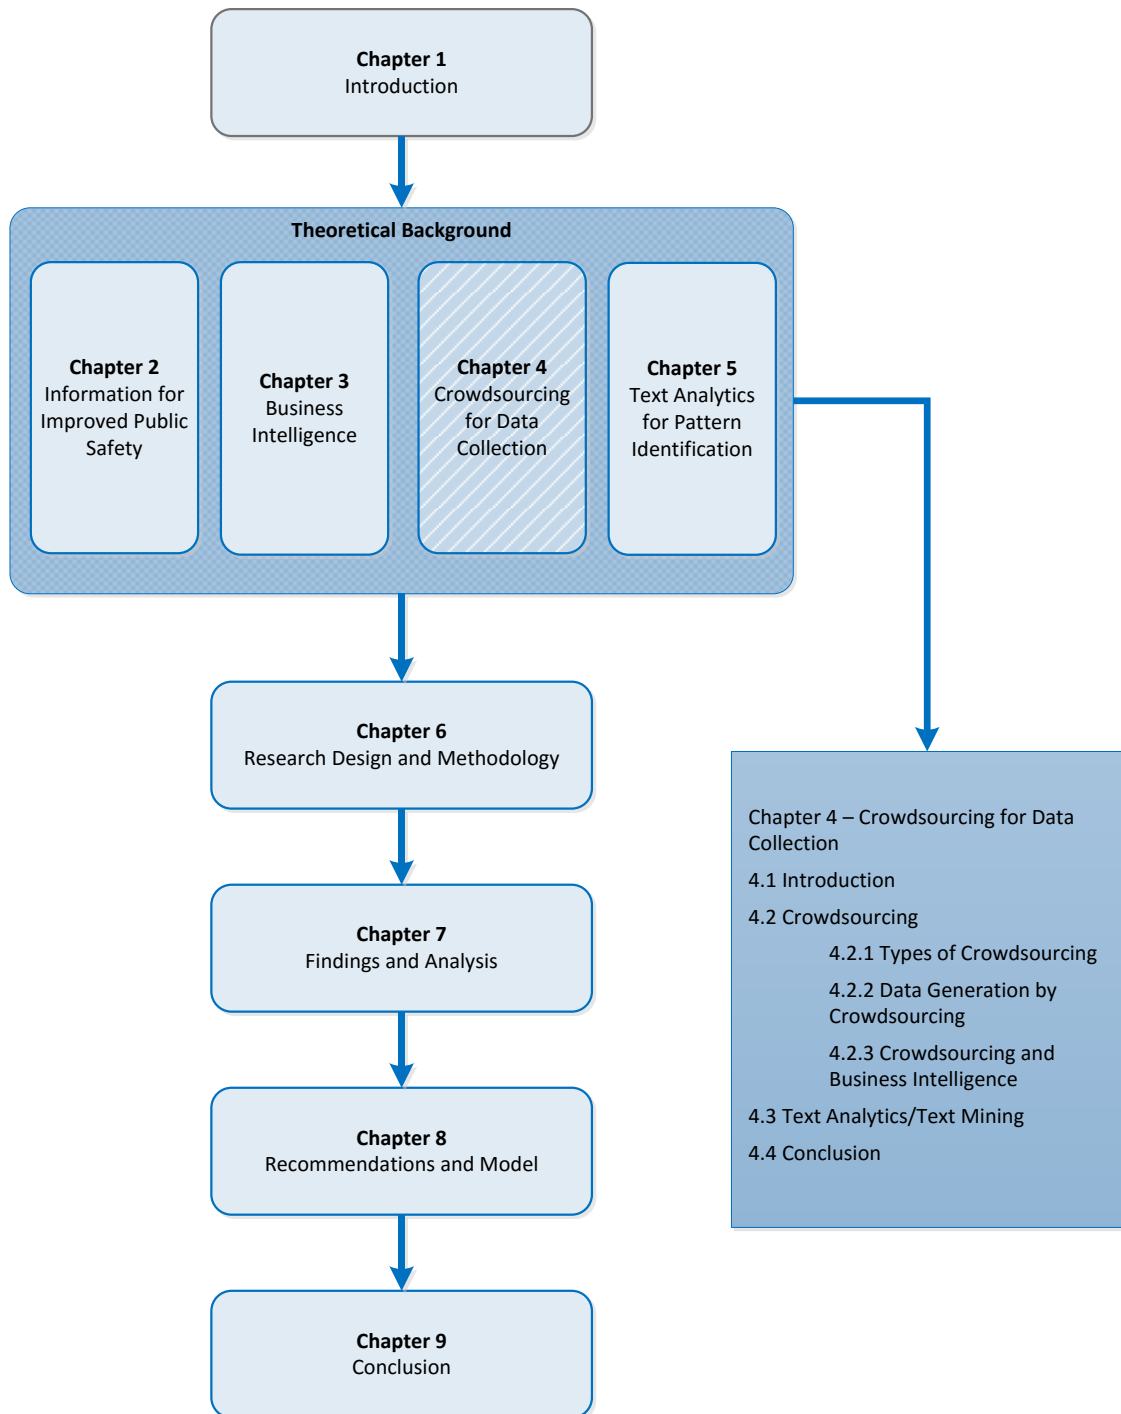 Chapter 1
Introduction
Theoretical Background
Chapter 2
Information for
Improved Public
Safety
Chapter 3
Business
Intelligence
Chapter 4
Crowdsourcing
for Data
Collection
Chapter 5
Text Analytics
for Pattern
Identification
Chapter 6
Research Design and Methodology
Chapter 7
Findings and Analysis
Chapter 8
Recommendations and Model
Chapter 9
Conclusion
Chapter 4 – Crowdsourcing for Data
Collection
4.1 Introduction
4.2 Crowdsourcing
4.2.1 Types of Crowdsourcing
4.2.2 Data Generation by
Crowdsourcing
4.2.3 Crowdsourcing and
Business Intelligence
4.3 Text Analytics/Text Mining
4.4 Conclusion